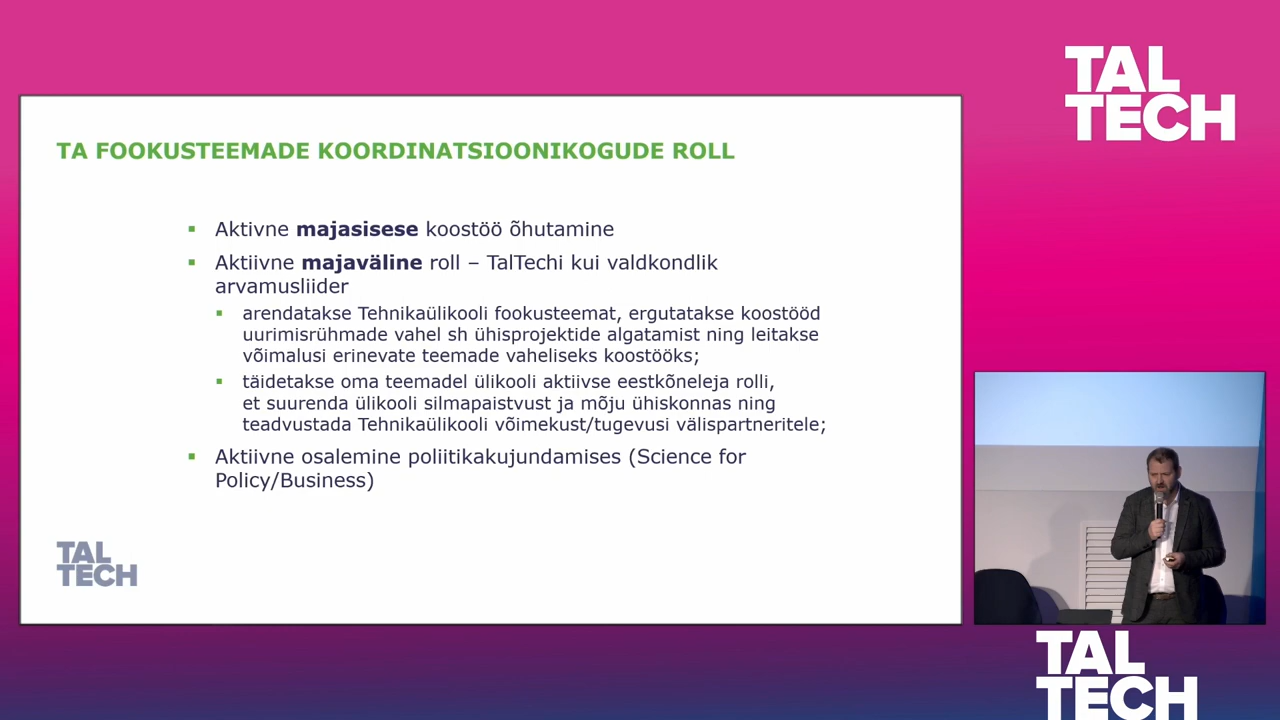 TAL
TECH
TA FOOKUSTEEMADE KOORDINATSIOONIKOGUDE ROLL
Aktivne majasisese koostöö õhutamine
Aktiivne majaväline roll – TalTechi kui valdkondlik
arvamusliider
arendatakse Tehnikaülikooli fookusteemat, ergutatakse koostööd
uurimisrühmade vahel sh ühisprojektide algatamist ning leitakse
võimalusi erinevate teemade vaheliseks koostööks;
täidetakse oma teemadel ülikooli aktiivse eestkõneleja rolli,
et suurenda ülikooli silmapaistvust ja mõju ühiskonnas ning
teadvustada Tehnikaülikooli võimekust/tugevusi välispartneritele;
Aktiivne osalemine poliitikakujundamises (Science for
Policy/Business)
TAL
TECH
TAL
TECH